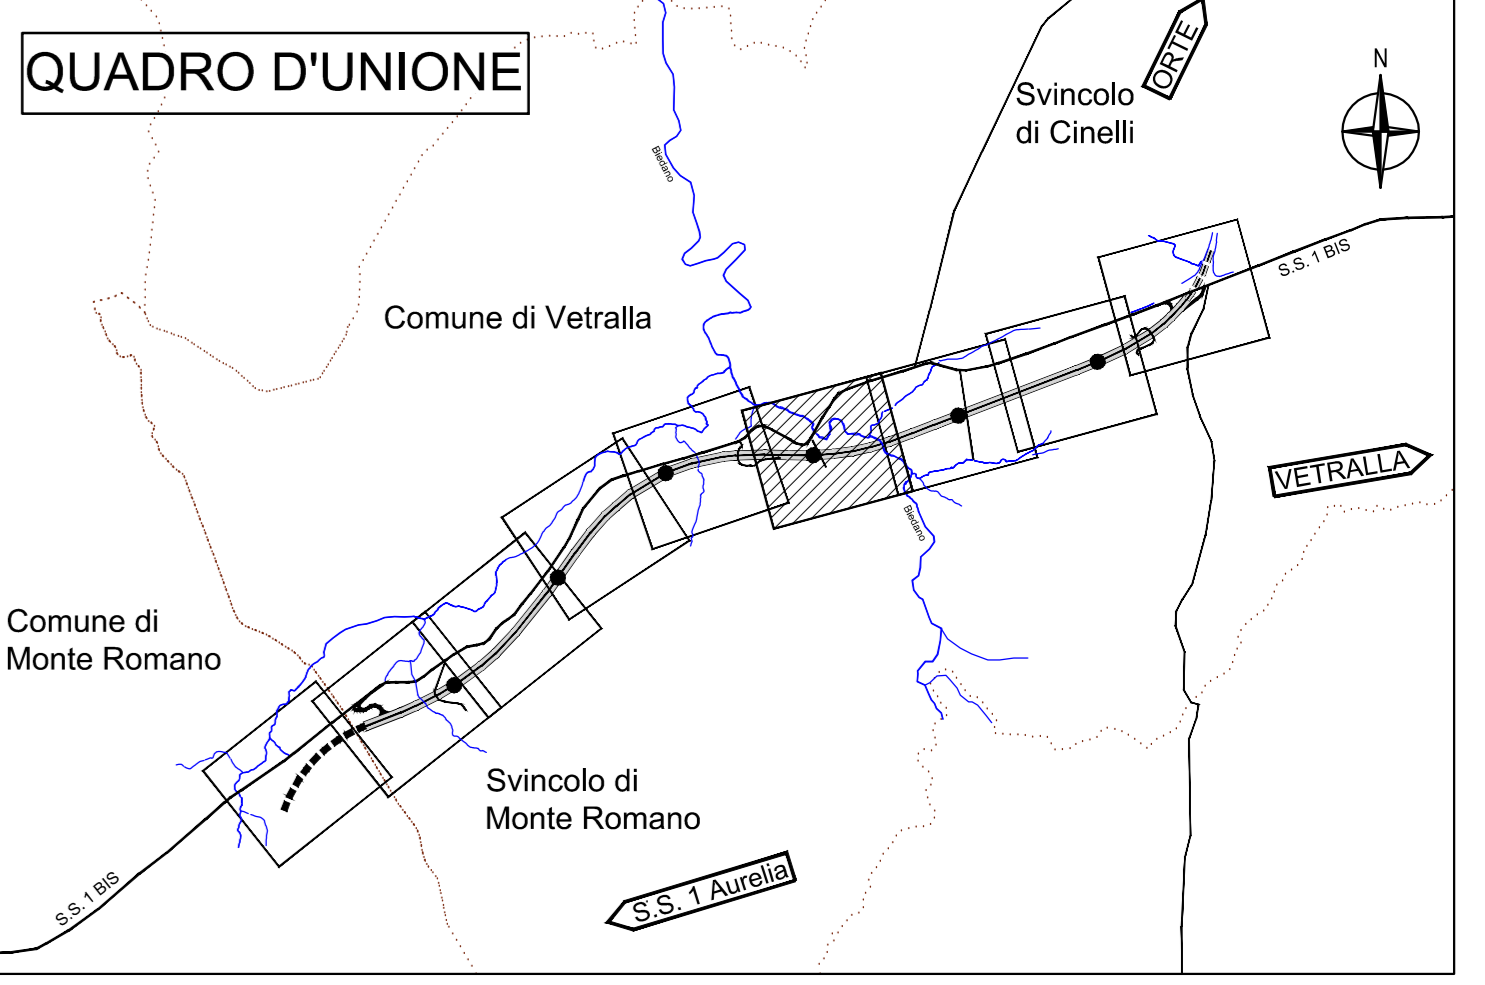 QUADRO D'UNIONE
ORTE
N
Svincolo
di Cinelli
Biedano
S.S. 1 BIS
Comune di Vetralla
VETRALLA
Biedano
Comune di
Monte Romano
Svincolo di
Monte Romano
S.S. 1 Aurelia
S.S. 1 BIS